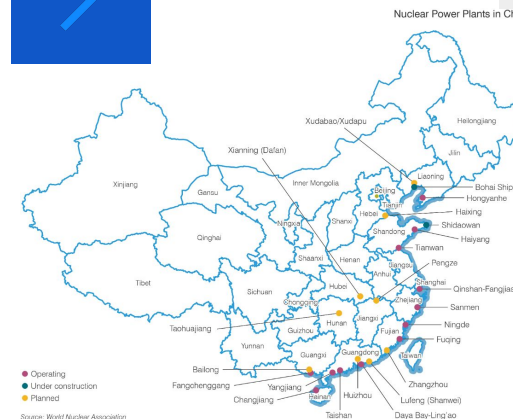 Nuclear Power Plants in Ch
Heilongjiang
Xudabao/Xudapu
Jilin
Xianning (Dafan)
Liaoning
Inner Mongolia
Xinjiang
Beijing
Bohai Ship
Gansu
Tianjin
Hongyanhe
Hebei
Haixing
Ningxia
Shanxi
Shidaowan
Shandong
Qinghai
Haiyang
Tianwan
Shaanxi
Henan
Jiangsu
Pengze
Anhui
Tibet
Shanghai
Hubei
Qinshan-Fangjias
Sichuan
Chongqing
Zhejiang
Sanmen
Jiangxi
Hunan
Ningde
Taohuajiang
Guizhou
Fujian
Fuqing
Yunnan
Guangxi
Guangdong
Taiwan
Bailong
Operating
Zhangzhou
Fangchenggang
Yangjiang
Under construction
Huizhou
Lufeng (Shanwei)
Changjiang
Hainan
Planned
Taishan
Daya Bay-Ling'ao
Source: World Nuclear Association